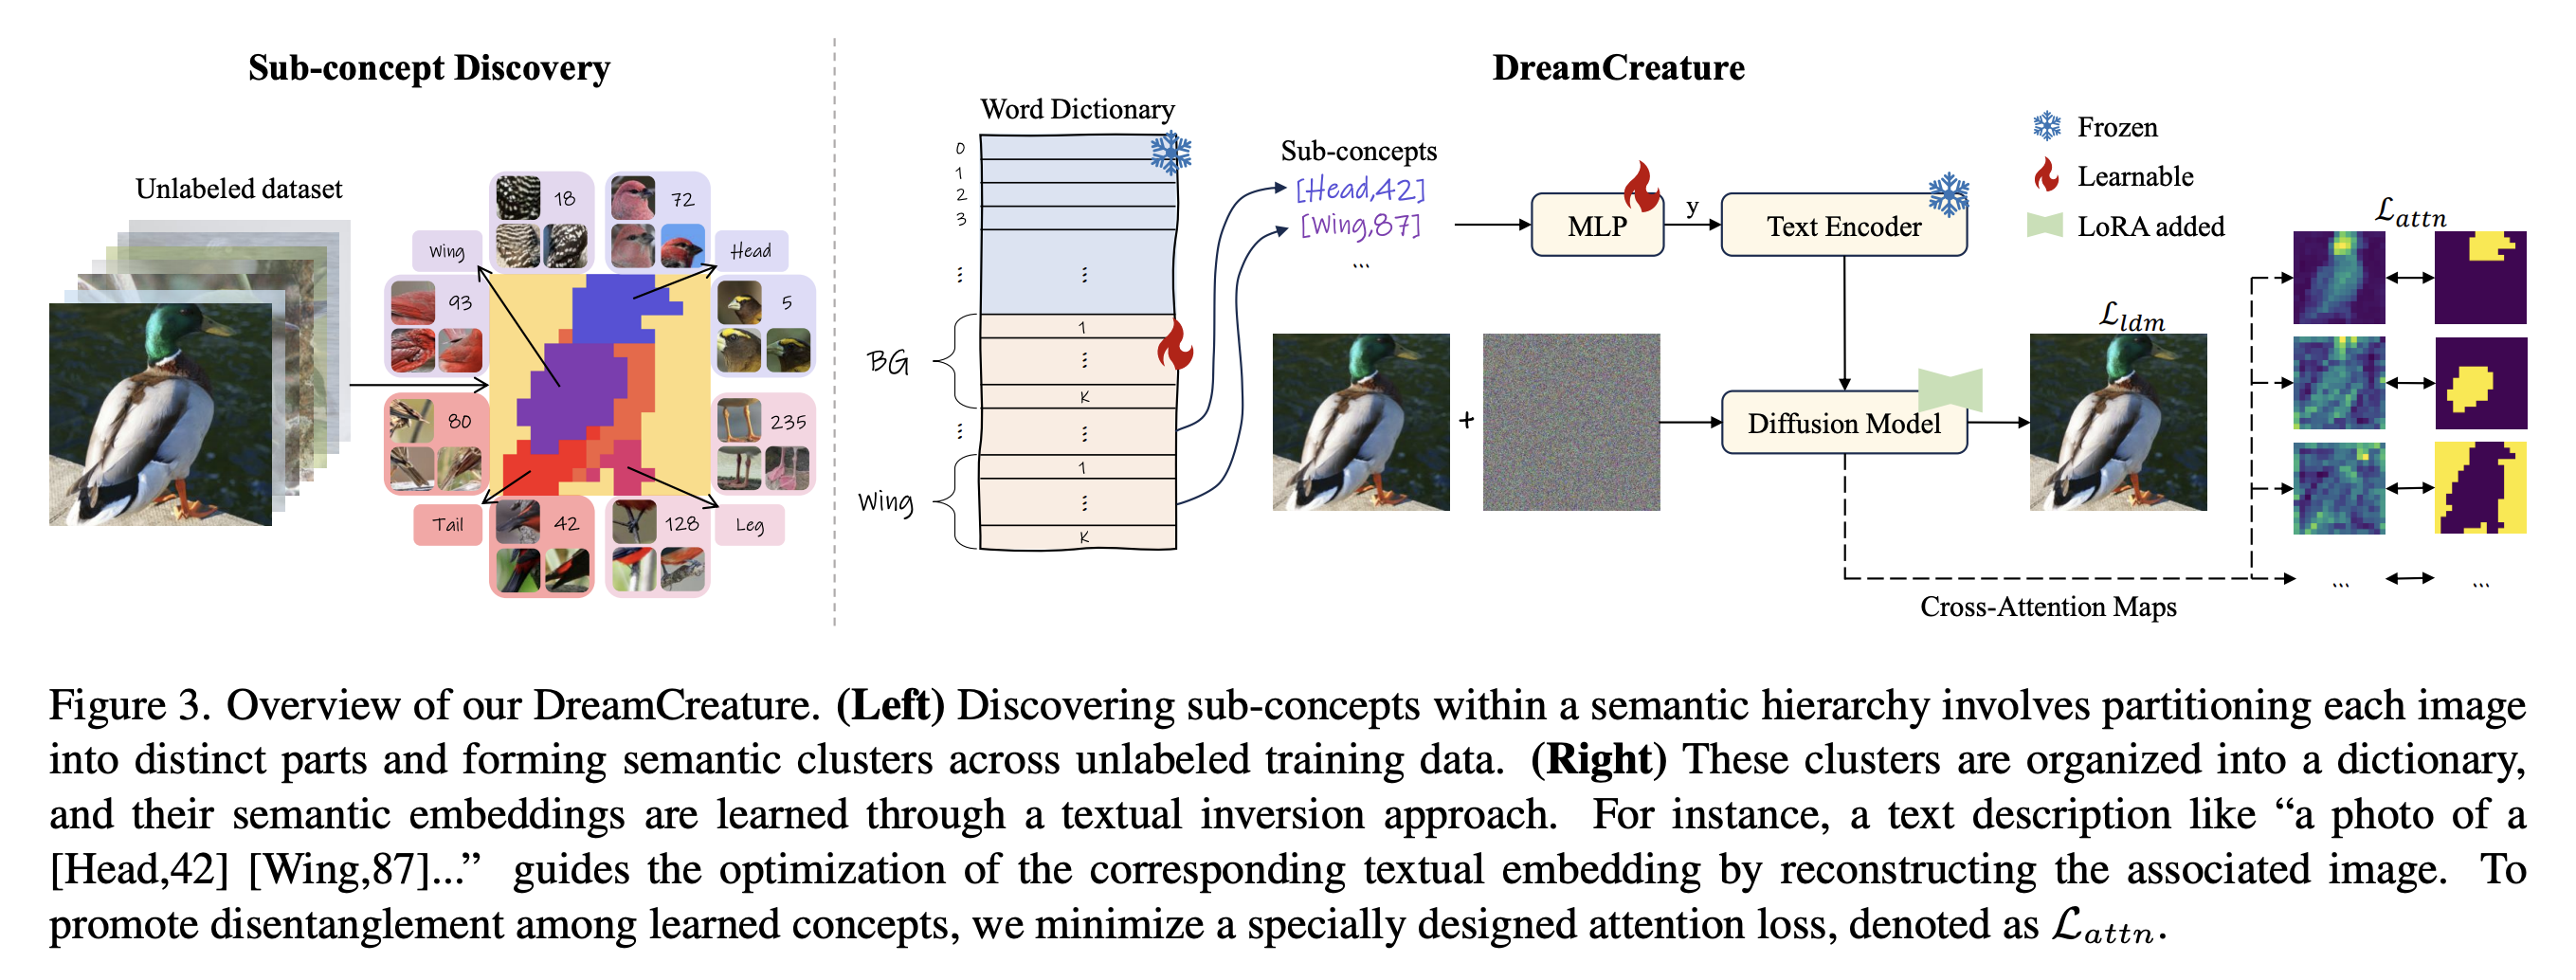 Sub-concept Discovery
Unlabeled dataset
18
72
Wing
Head
93
5
80
235
Tail
42
128
Leg
DreamCreature
Word Dictionary
0
1
2
3
⋮
⋮
BG
1
⋮
K
⋮
⋮
Wing
1
⋮
K
Sub-concepts
[Head,42]
[Wing,87]
...
MLP
y
Text Encoder
Frozen
Learnable
LoRA added
+
Diffusion Model
ℒldm
ℒattn
...
...
Cross-Attention Maps
Figure 3. Overview of our DreamCreature. (Left) Discovering sub-concepts within a semantic hierarchy involves partitioning each image
into distinct parts and forming semantic clusters across unlabeled training data. (Right) These clusters are organized into a dictionary,
and their semantic embeddings are learned through a textual inversion approach. For instance, a text description like “a photo of a
[Head,42] [Wing,87]...” guides the optimization of the corresponding textual embedding by reconstructing the associated image. To
promote disentanglement among learned concepts, we minimize a specially designed attention loss, denoted as ℒattn.